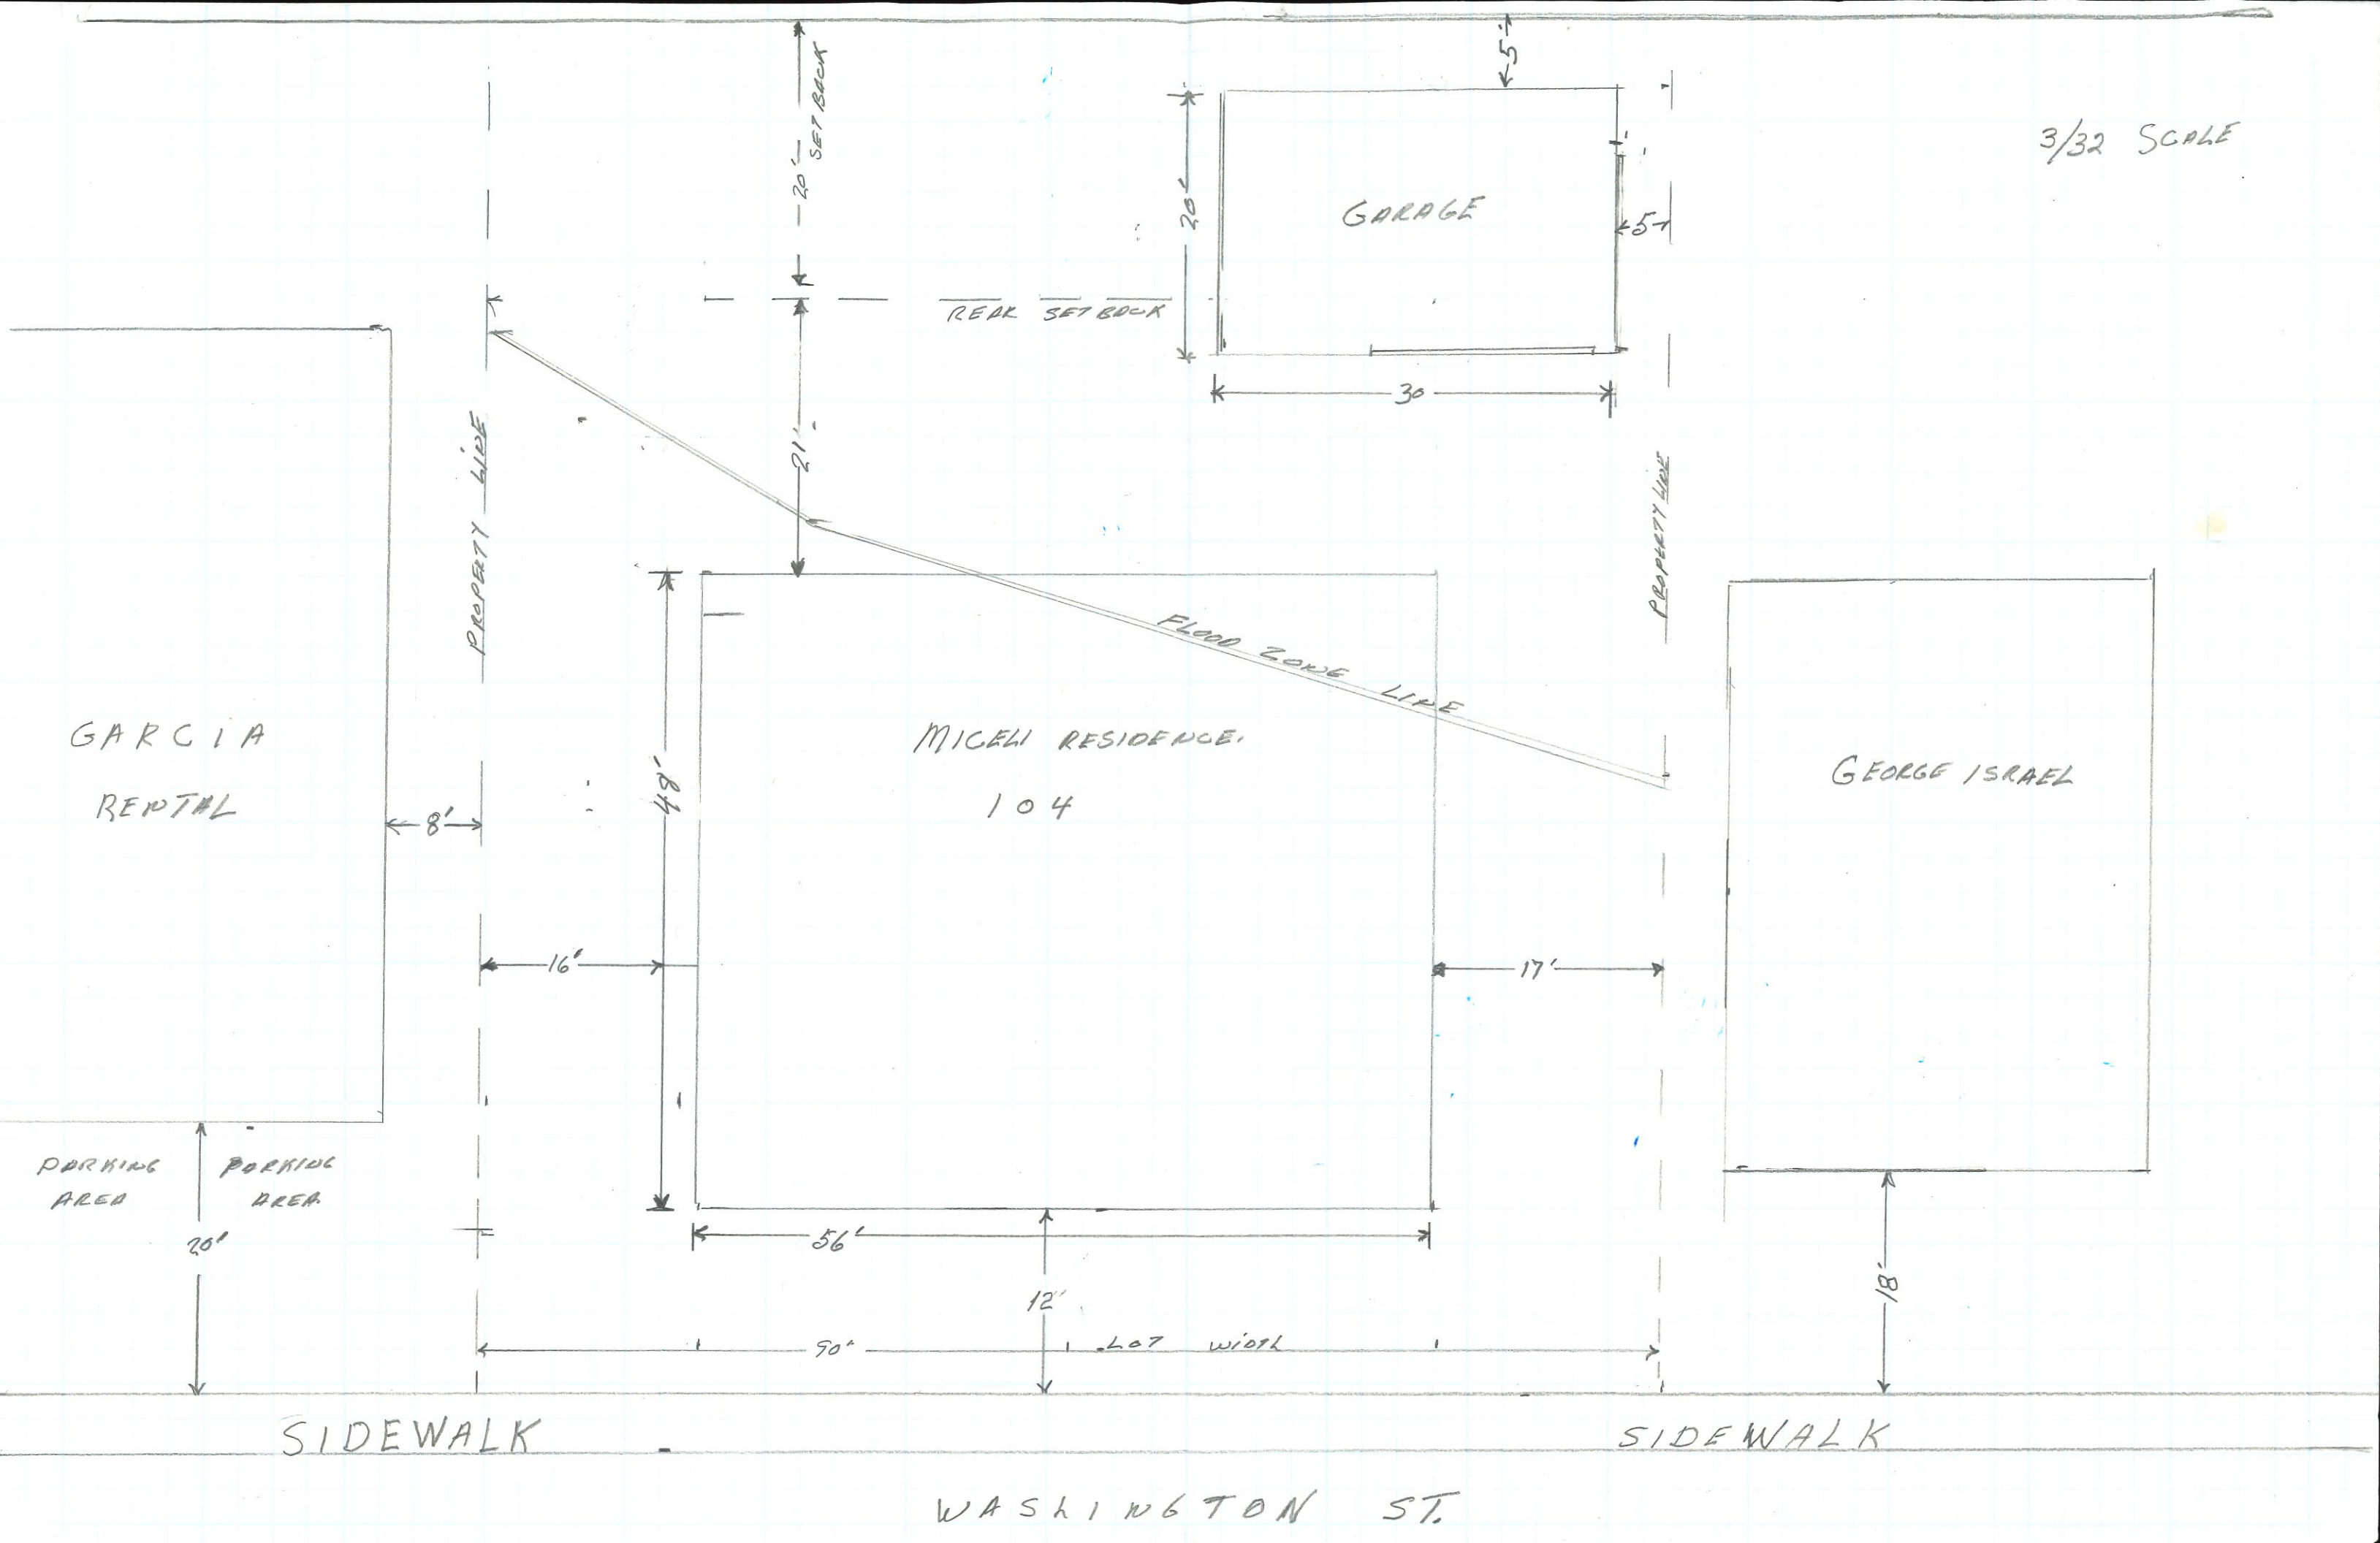 5
20' SET BACK
3/32 SCALE
20'
GARAGE
5
REAR SET BACK
30
21'
PROPERTY LINE
PROPERTY LINE
FLOOD ZONE LINE
GARCIA
RENTAL
MICELI RESIDENCE.
104
GEORGE ISRAEL
48'
8'
16'
17'
PARKING
AREA
PARKING
AREA
20'
56'
12'
18'
90' LOT WIDTH
SIDEWALK
SIDEWALK
WASHINGTON ST.